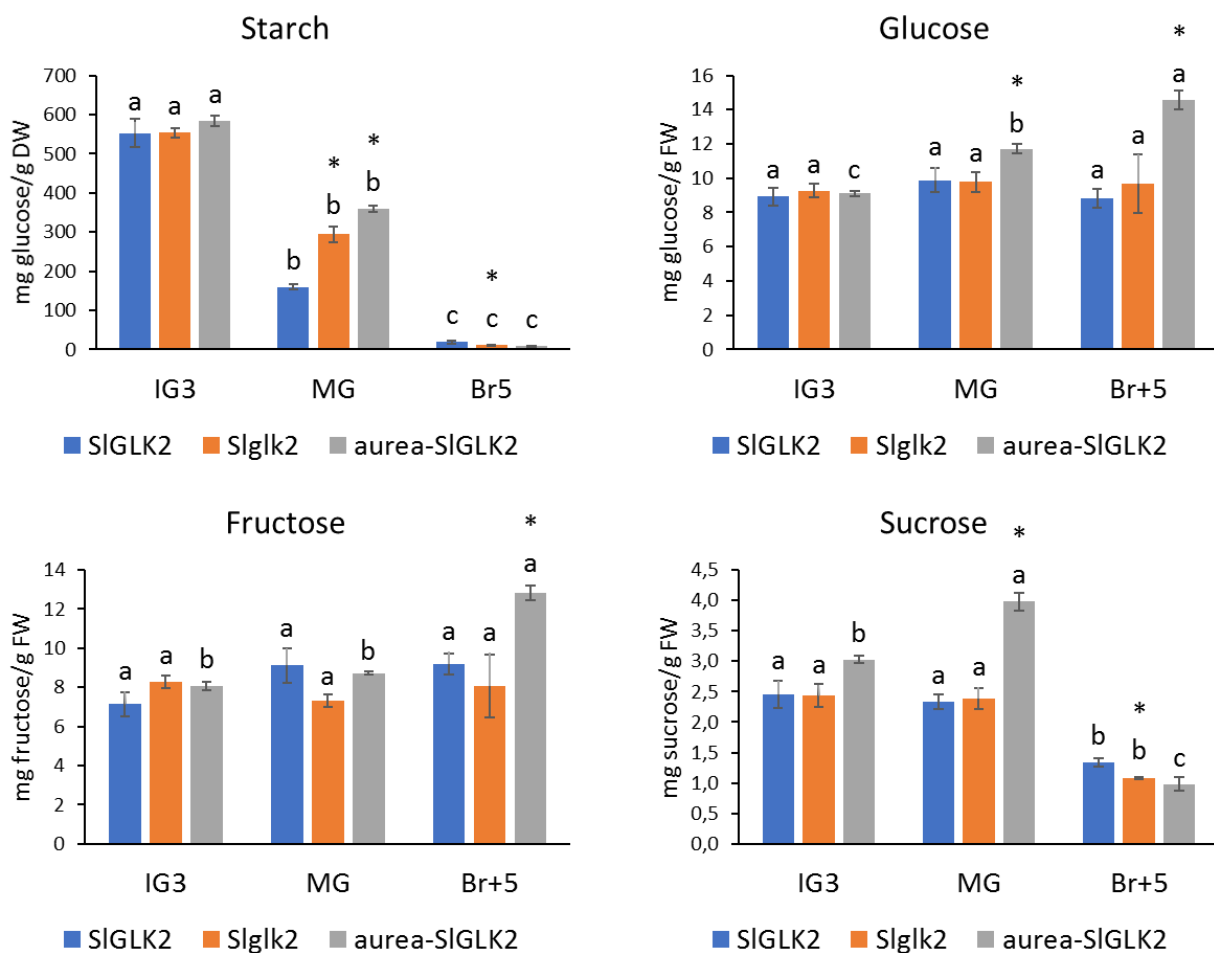 Starch
mg glucose/g DW
700
600
500
400
300
200
100
0
a a a
b b b
* *
c c c
*
IG3 MG Br5
SlGLK2 Slglk2 aurea-SlGLK2
Glucose
mg glucose/g FW
16
14
12
10
8
6
4
2
0
a a c
a a b
*
a a a
*
IG3 MG Br+5
SlGLK2 Slglk2 aurea-SlGLK2
Fructose
mg fructose/g FW
14
12
10
8
6
4
2
0
a a b
a a b
a a a
*
IG3 MG Br+5
SlGLK2 Slglk2 aurea-SlGLK2
Sucrose
mg sucrose/g FW
4,5
4,0
3,5
3,0
2,5
2,0
1,5
1,0
0,5
0,0
a a b
a a a
*
b b c
*
IG3 MG Br+5
SlGLK2 Slglk2 aurea-SlGLK2